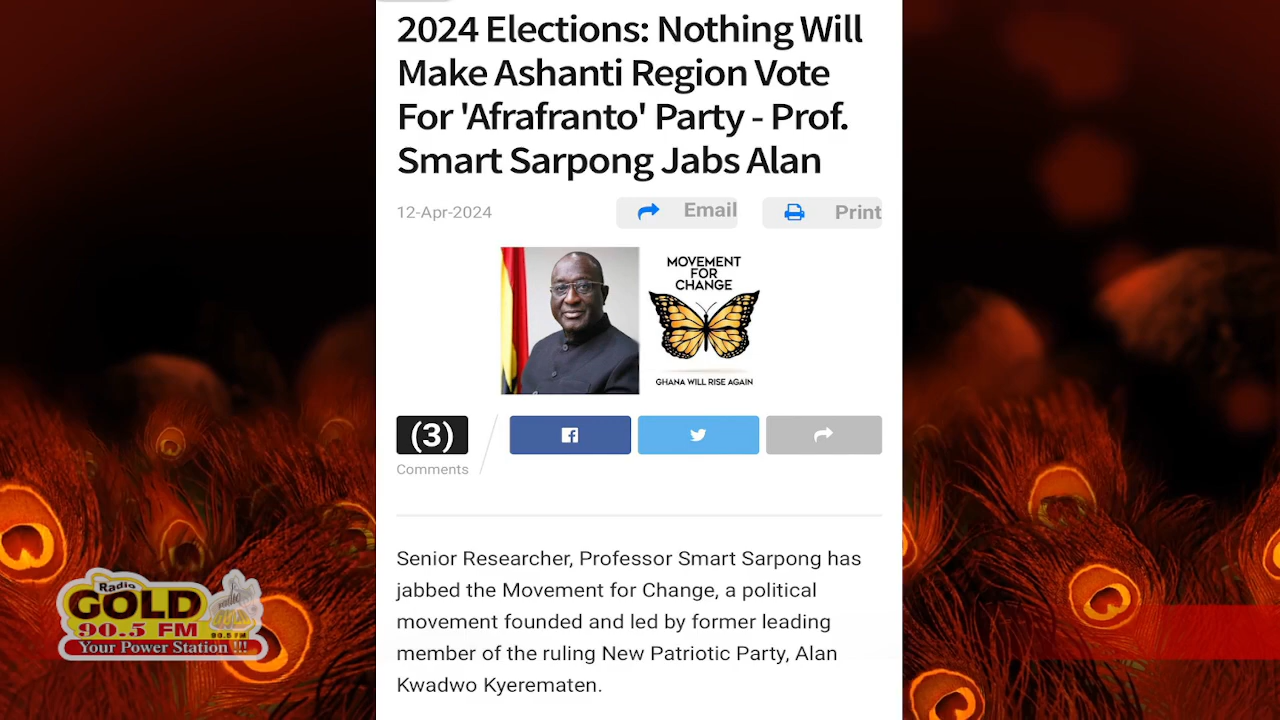 2024 Elections: Nothing Will
Make Ashanti Region Vote
For 'Afrafranto' Party - Prof.
Smart Sarpong Jabs Alan
12-Apr-2024
Email
Print
MOVEMENT
FOR
CHANGE
GHANA WILL RISE AGAIN
(3)
Comments
Senior Researcher, Professor Smart Sarpong has
jabbed the Movement for Change, a political
movement founded and led by former leading
member of the ruling New Patriotic Party, Alan
Kwadwo Kyerematen.
Radio
GOLD
90.5 FM
90.5 FM
Your Power Station !!!